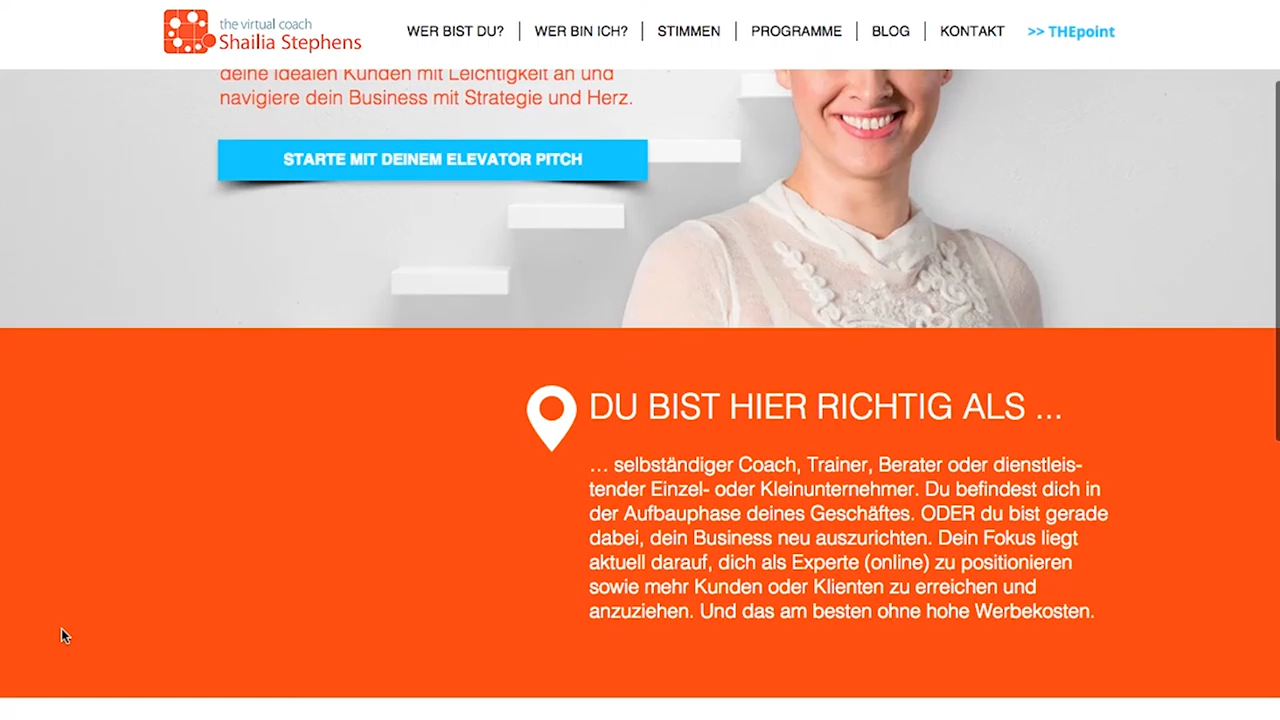 the virtual coach
Shailia Stephens
WER BIST DU?
WER BIN ICH?
STIMMEN
PROGRAMME
BLOG
KONTAKT
>> THEpoint
deine idealen Kunden mit Leichtigkeit an und
navigiere dein Business mit Strategie und Herz.
STARTE MIT DEINEM ELEVATOR PITCH
DU BIST HIER RICHTIG ALS ...
... selbständiger Coach, Trainer, Berater oder dienstleis-
tender Einzel- oder Kleinunternehmer. Du befindest dich in
der Aufbauphase deines Geschäftes. ODER du bist gerade
dabei, dein Business neu auszurichten. Dein Fokus liegt
aktuell darauf, dich als Experte (online) zu positionieren
sowie mehr Kunden oder Klienten zu erreichen und
anzuziehen. Und das am besten ohne hohe Werbekosten.